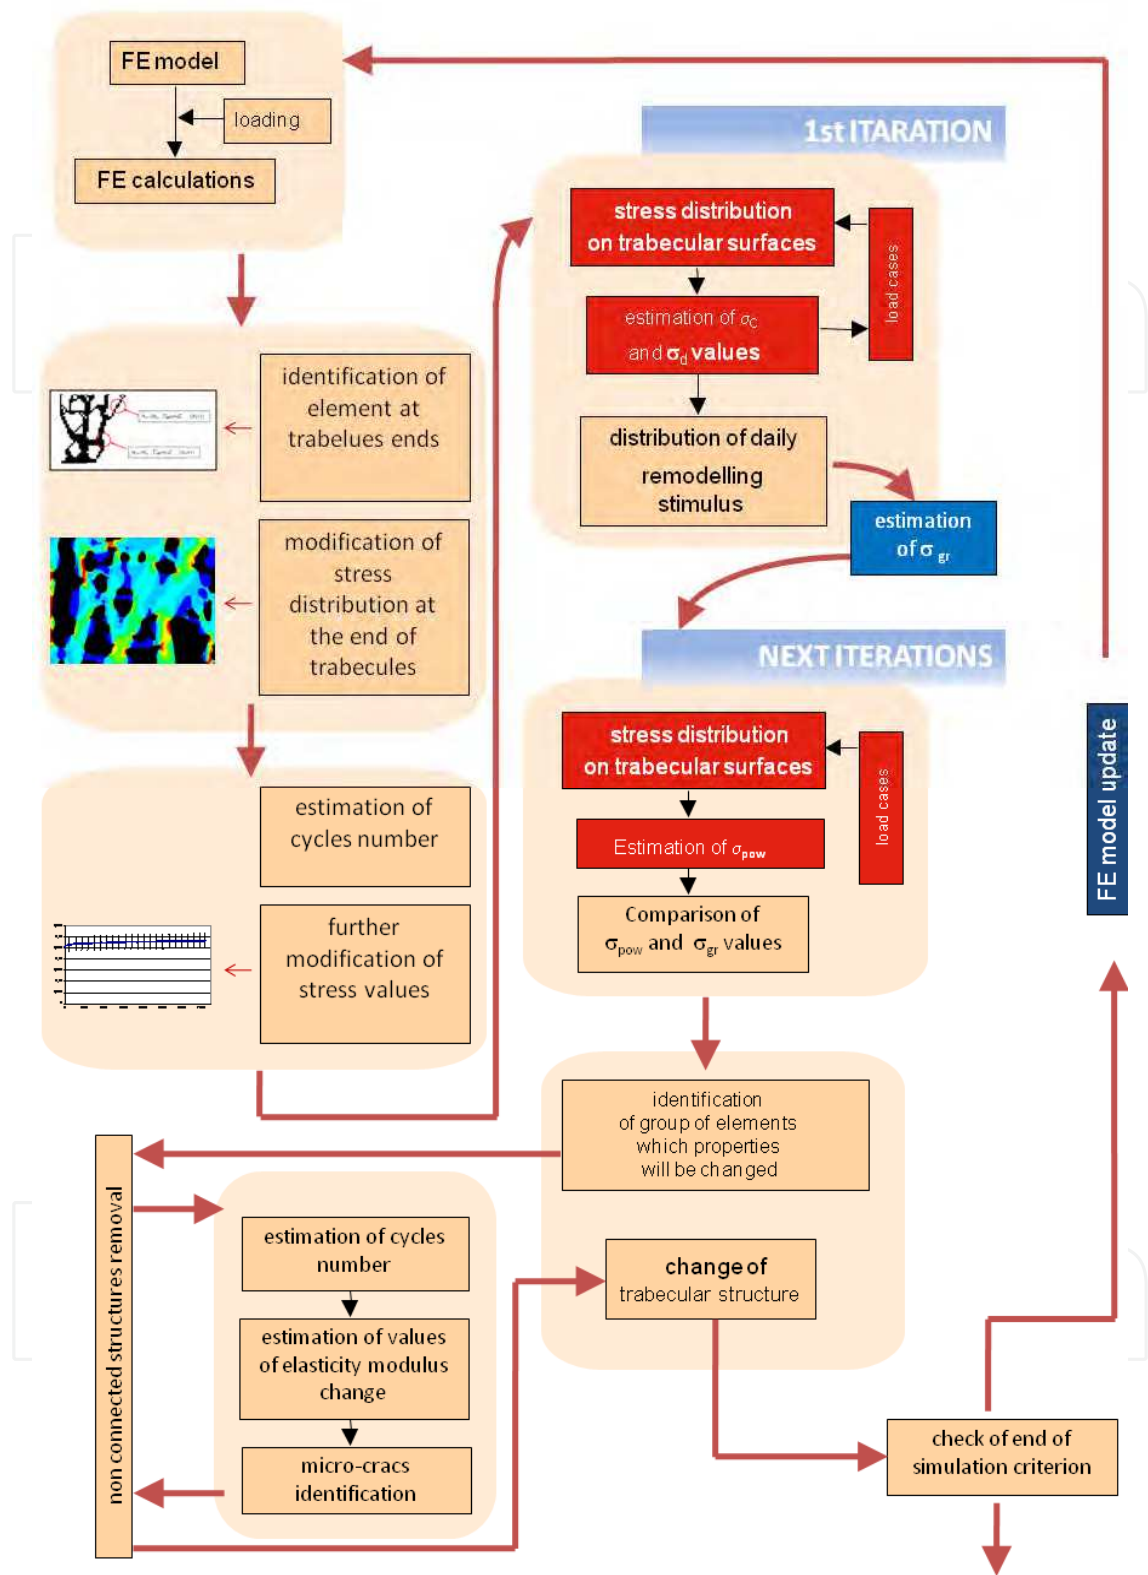 FE model
loading
FE calculations
1st ITARATION
stress distribution
on trabecular surfaces
load cases
estimation of σC
and σd values
distribution of daily
remodelling
stimulus
estimation
of σ gr
identification of
element at
trabelues ends
modification of
stress
distribution at
the end of
trabecules
NEXT ITERATIONS
stress distribution
on trabecular surfaces
load cases
Estimation of σpow
Comparison of
σpow and σgr values
FE model update
estimation of
cycles number
further
modification of
stress values
identification
of group of elements
which properties
will be changed
non connected structures removal
estimation of cycles
number
estimation of values
of elasticity modulus
change
micro-cracs
identification
change of
trabecular structure
check of end of
simulation criterion